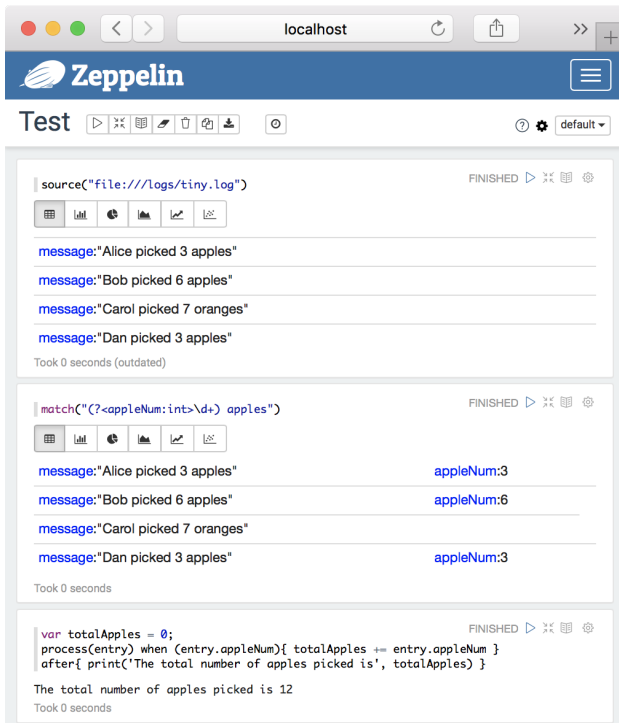 localhost
Zeppelin
Test
default
source("file:///logs/tiny.log")
FINISHED
message:"Alice picked 3 apples"
message:"Bob picked 6 apples"
message:"Carol picked 7 oranges"
message:"Dan picked 3 apples"
Took 0 seconds (outdated)
match("(?<appleNum:int>\d+) apples")
FINISHED
message:"Alice picked 3 apples" appleNum:3
message:"Bob picked 6 apples" appleNum:6
message:"Carol picked 7 oranges"
message:"Dan picked 3 apples" appleNum:3
Took 0 seconds
FINISHED
var totalApples = 0;
process(entry) when (entry.appleNum){ totalApples += entry.appleNum }
after{ print('The total number of apples picked is', totalApples) }
The total number of apples picked is 12
Took 0 seconds